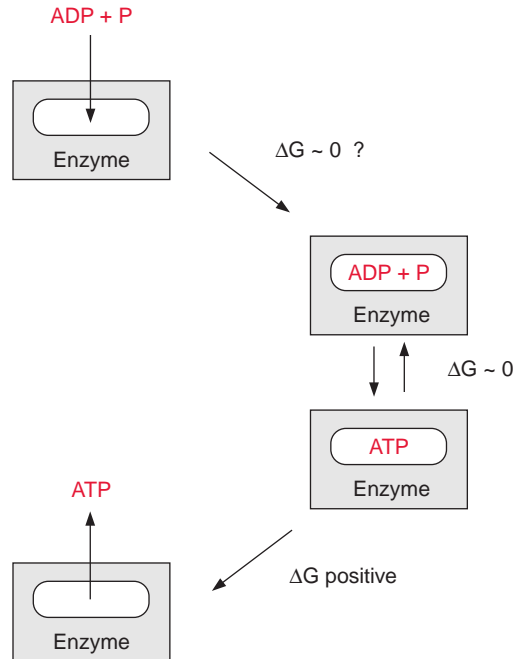 ADP + P
Enzyme
ΔG ~ 0 ?
ADP + P
Enzyme
ΔG ~ 0
ATP
Enzyme
ATP
ΔG positive
Enzyme